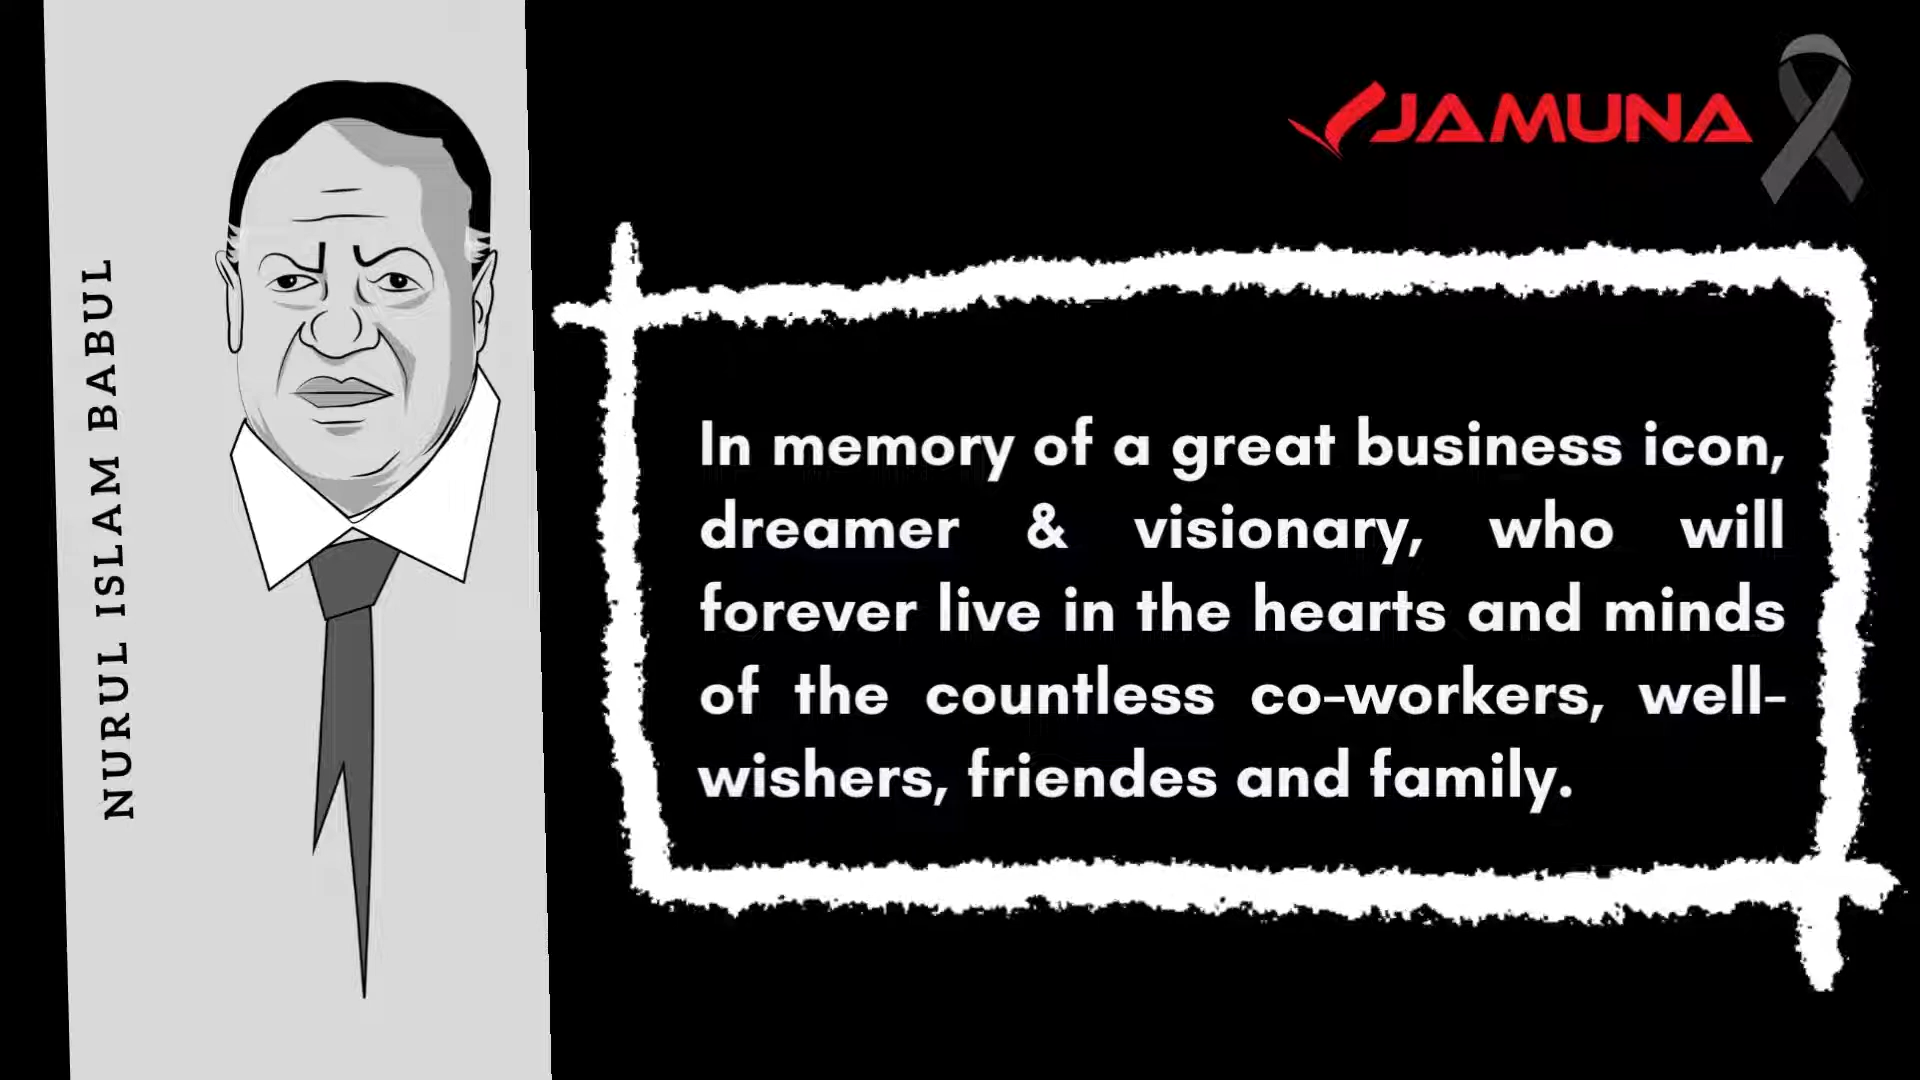 NURUL ISLAM BABUL
JAMUNA
In memory of a great business icon,
dreamer & visionary, who will
forever live in the hearts and minds
of the countless co-workers, well-
wishers, friendes and family.